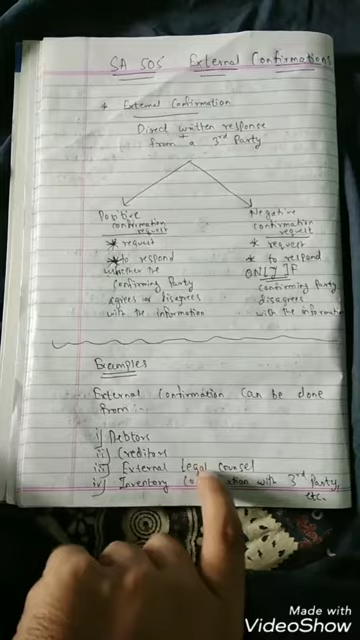 SA 505 External Confirmations
* External Confirmation
Direct written response
from a 3rd Party
Positive
confirmation
request
* request
* to respond
whether the
confirming Party
agrees or disagrees
with the information
Negative
confirmation
request
* request
* to respond
ONLY IF
confirming Party
disagrees
with the information
Examples
External Confirmation can be done
from :-
i) Debtors
ii) Creditors
iii) External Legal Counsel
iv) Inventory with 3rd Party,
etc.
Made with
VideoShow